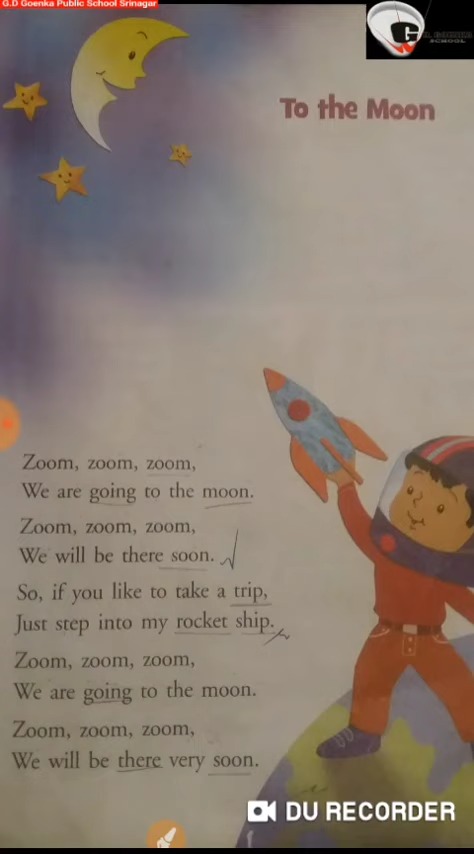 G.D Goenka Public School Srinagar
G
SCHOOL
To the Moon
Zoom, zoom, zoom,
We are going to the moon.
Zoom, zoom, zoom,
We will be there soon.
So, if you like to take a trip,
Just step into my rocket ship.
Zoom, zoom, zoom,
We are going to the moon.
Zoom, zoom, zoom,
We will be there very soon.
DU RECORDER